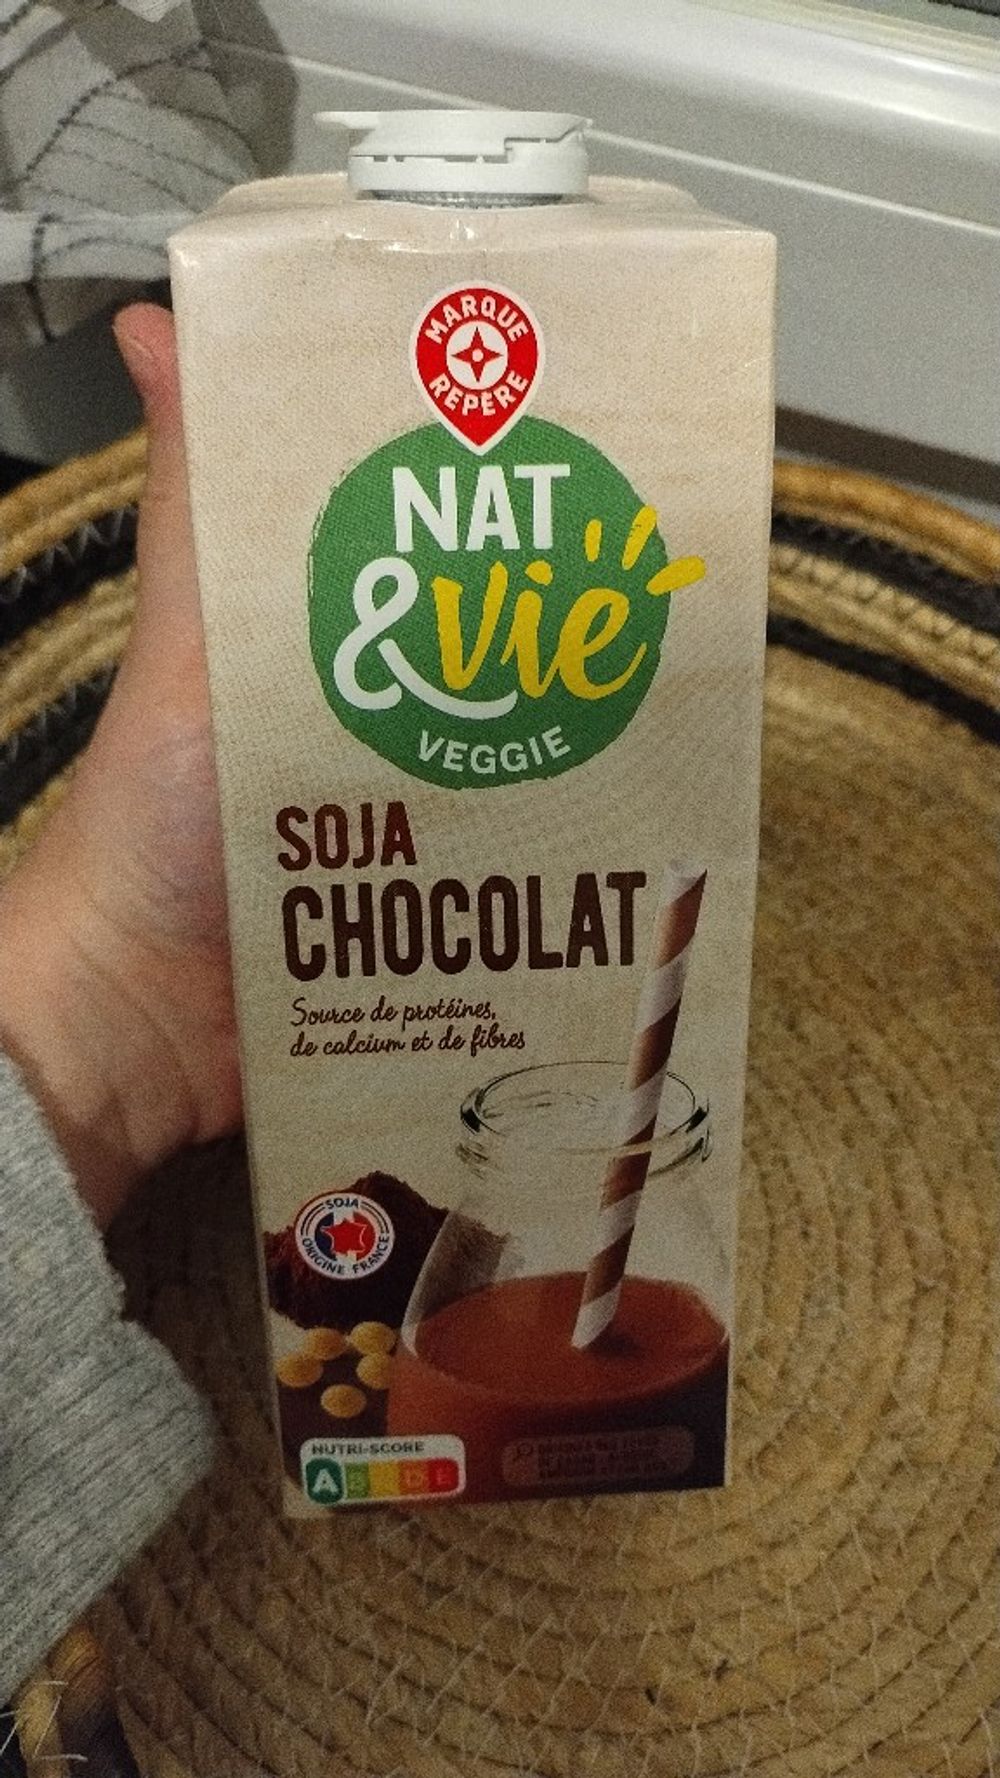 MARQUE
REPÈRE
NAT
&Vie
VEGGIE
SOJA
CHOCOLAT
Source de protéines,
de calcium et de fibres
SOJA
ORIGINE FRANCE
NUTRI-SCORE
A B C D E